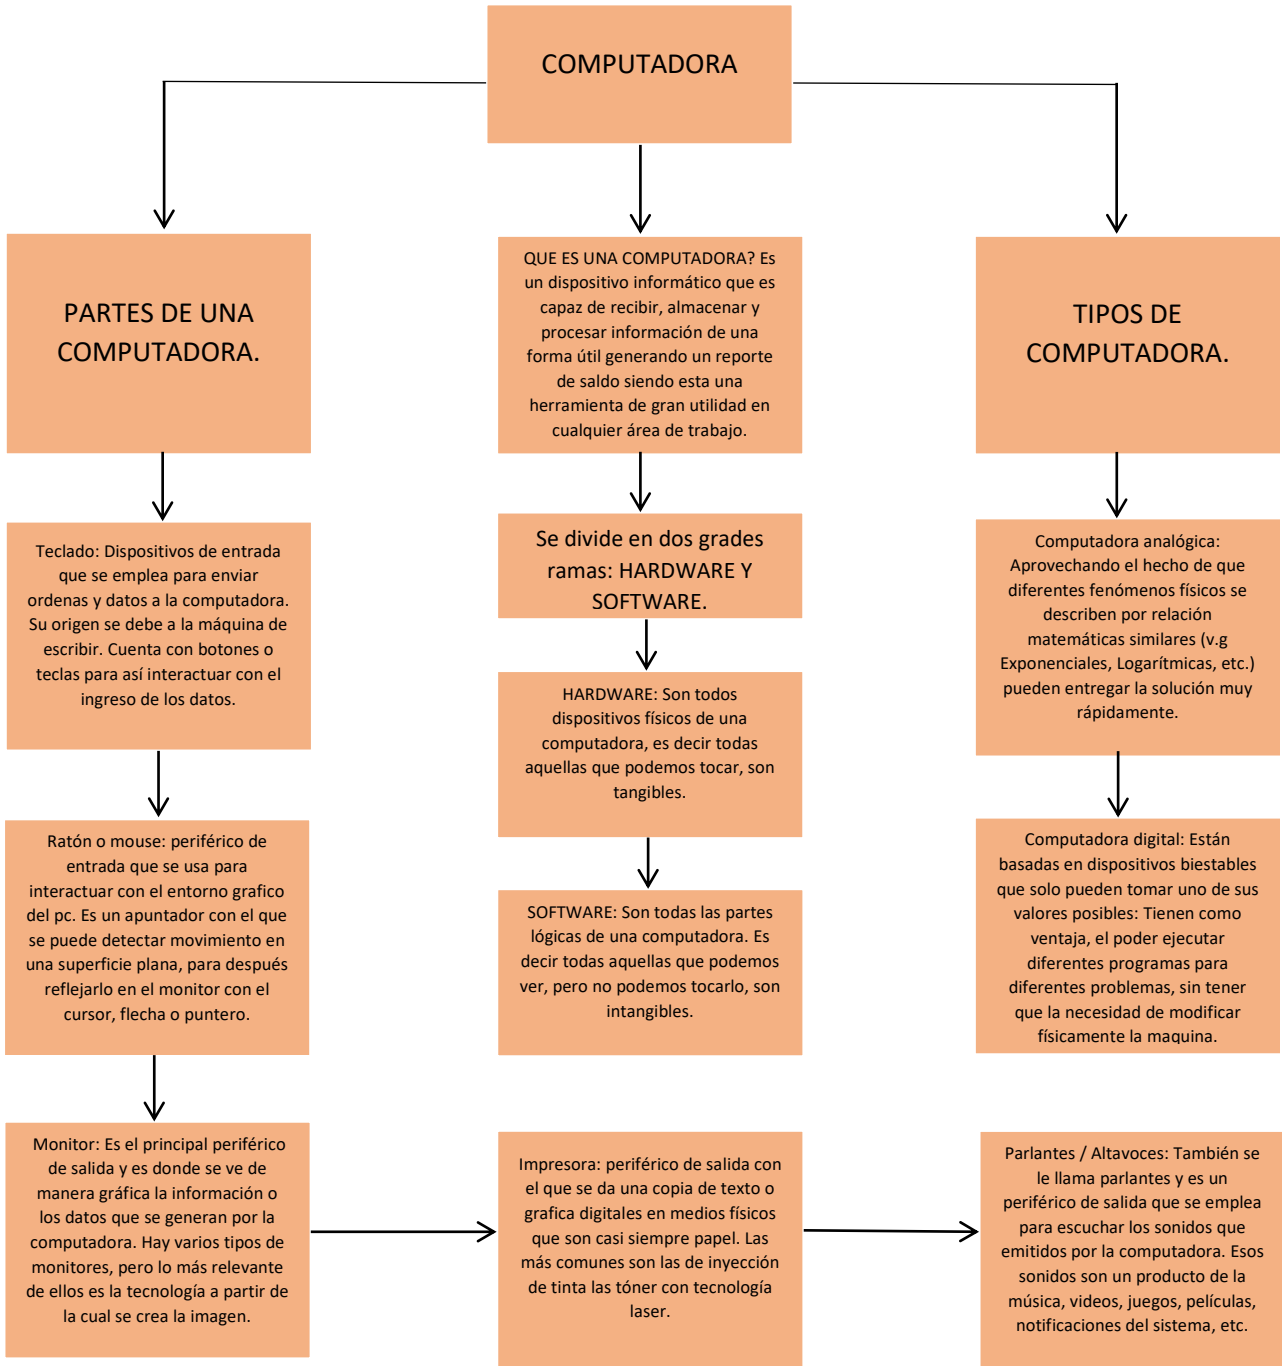 COMPUTADORA
PARTES DE UNA
COMPUTADORA.
QUE ES UNA COMPUTADORA? Es
un dispositivo informático que es
capaz de recibir, almacenar y
procesar información de una
forma útil generando un reporte
de saldo siendo esta una
herramienta de gran utilidad en
cualquier área de trabajo.
TIPOS DE
COMPUTADORA.
Teclado: Dispositivos de entrada
que se emplea para enviar
ordenas y datos a la computadora.
Su origen se debe a la máquina de
escribir. Cuenta con botones o
teclas para así interactuar con el
ingreso de los datos.
Se divide en dos grades
ramas: HARDWARE Y
SOFTWARE.
Computadora analógica:
Aprovechando el hecho de que
diferentes fenómenos físicos se
describen por relación
matemáticas similares (v.g
Exponenciales, Logarítmicas, etc.)
pueden entregar la solución muy
rápidamente.
HARDWARE: Son todos
dispositivos físicos de una
computadora, es decir todas
aquellas que podemos tocar, son
tangibles.
Ratón o mouse: periférico de
entrada que se usa para
interactuar con el entorno grafico
del pc. Es un apuntador con el que
se puede detectar movimiento en
una superficie plana, para después
reflejarlo en el monitor con el
cursor, flecha o puntero.
SOFTWARE: Son todas las partes
lógicas de una computadora. Es
decir todas aquellas que podemos
ver, pero no podemos tocarlo, son
intangibles.
Computadora digital: Están
basadas en dispositivos biestables
que solo pueden tomar uno de sus
valores posibles: Tienen como
ventaja, el poder ejecutar
diferentes programas para
diferentes problemas, sin tener
que la necesidad de modificar
físicamente la maquina.
Monitor: Es el principal periférico
de salida y es donde se ve de
manera gráfica la información o
los datos que se generan por la
computadora. Hay varios tipos de
monitores, pero lo más relevante
de ellos es la tecnología a partir de
la cual se crea la imagen.
Impresora: periférico de salida con
el que se da una copia de texto o
grafica digitales en medios físicos
que son casi siempre papel. Las
más comunes son las de inyección
de tinta las tóner con tecnología
laser.
Parlantes / Altavoces: También se
le llama parlantes y es un
periférico de salida que se emplea
para escuchar los sonidos que
emitidos por la computadora. Esos
sonidos son un producto de la
música, videos, juegos, películas,
notificaciones del sistema, etc.